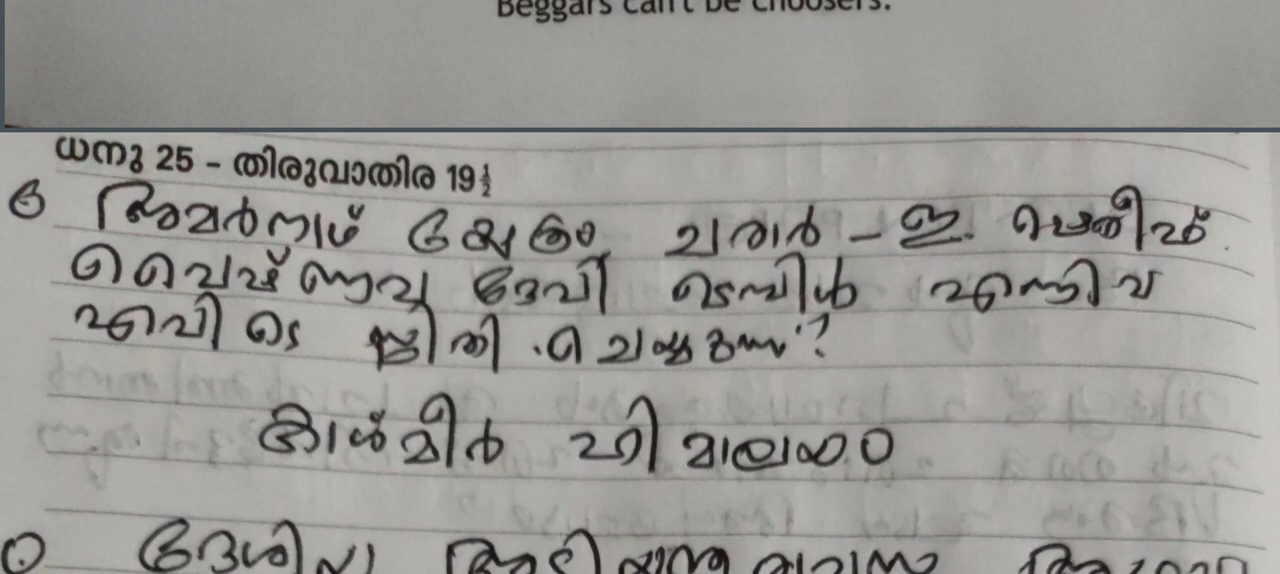 Beggars can't be choosers.
ധനു 25 - തിരുവാതിര 19½
അമർനാഥ് ക്ഷേത്രം ചരാർ - ഇ. ഷെരീഫ്
വൈഷ്ണവ ദേവി ടെമ്പിൾ എന്നിവ
എവിടെ സ്ഥിതി ചെയ്യുന്നു?
കാശ്മീർ ഹിമാലയം